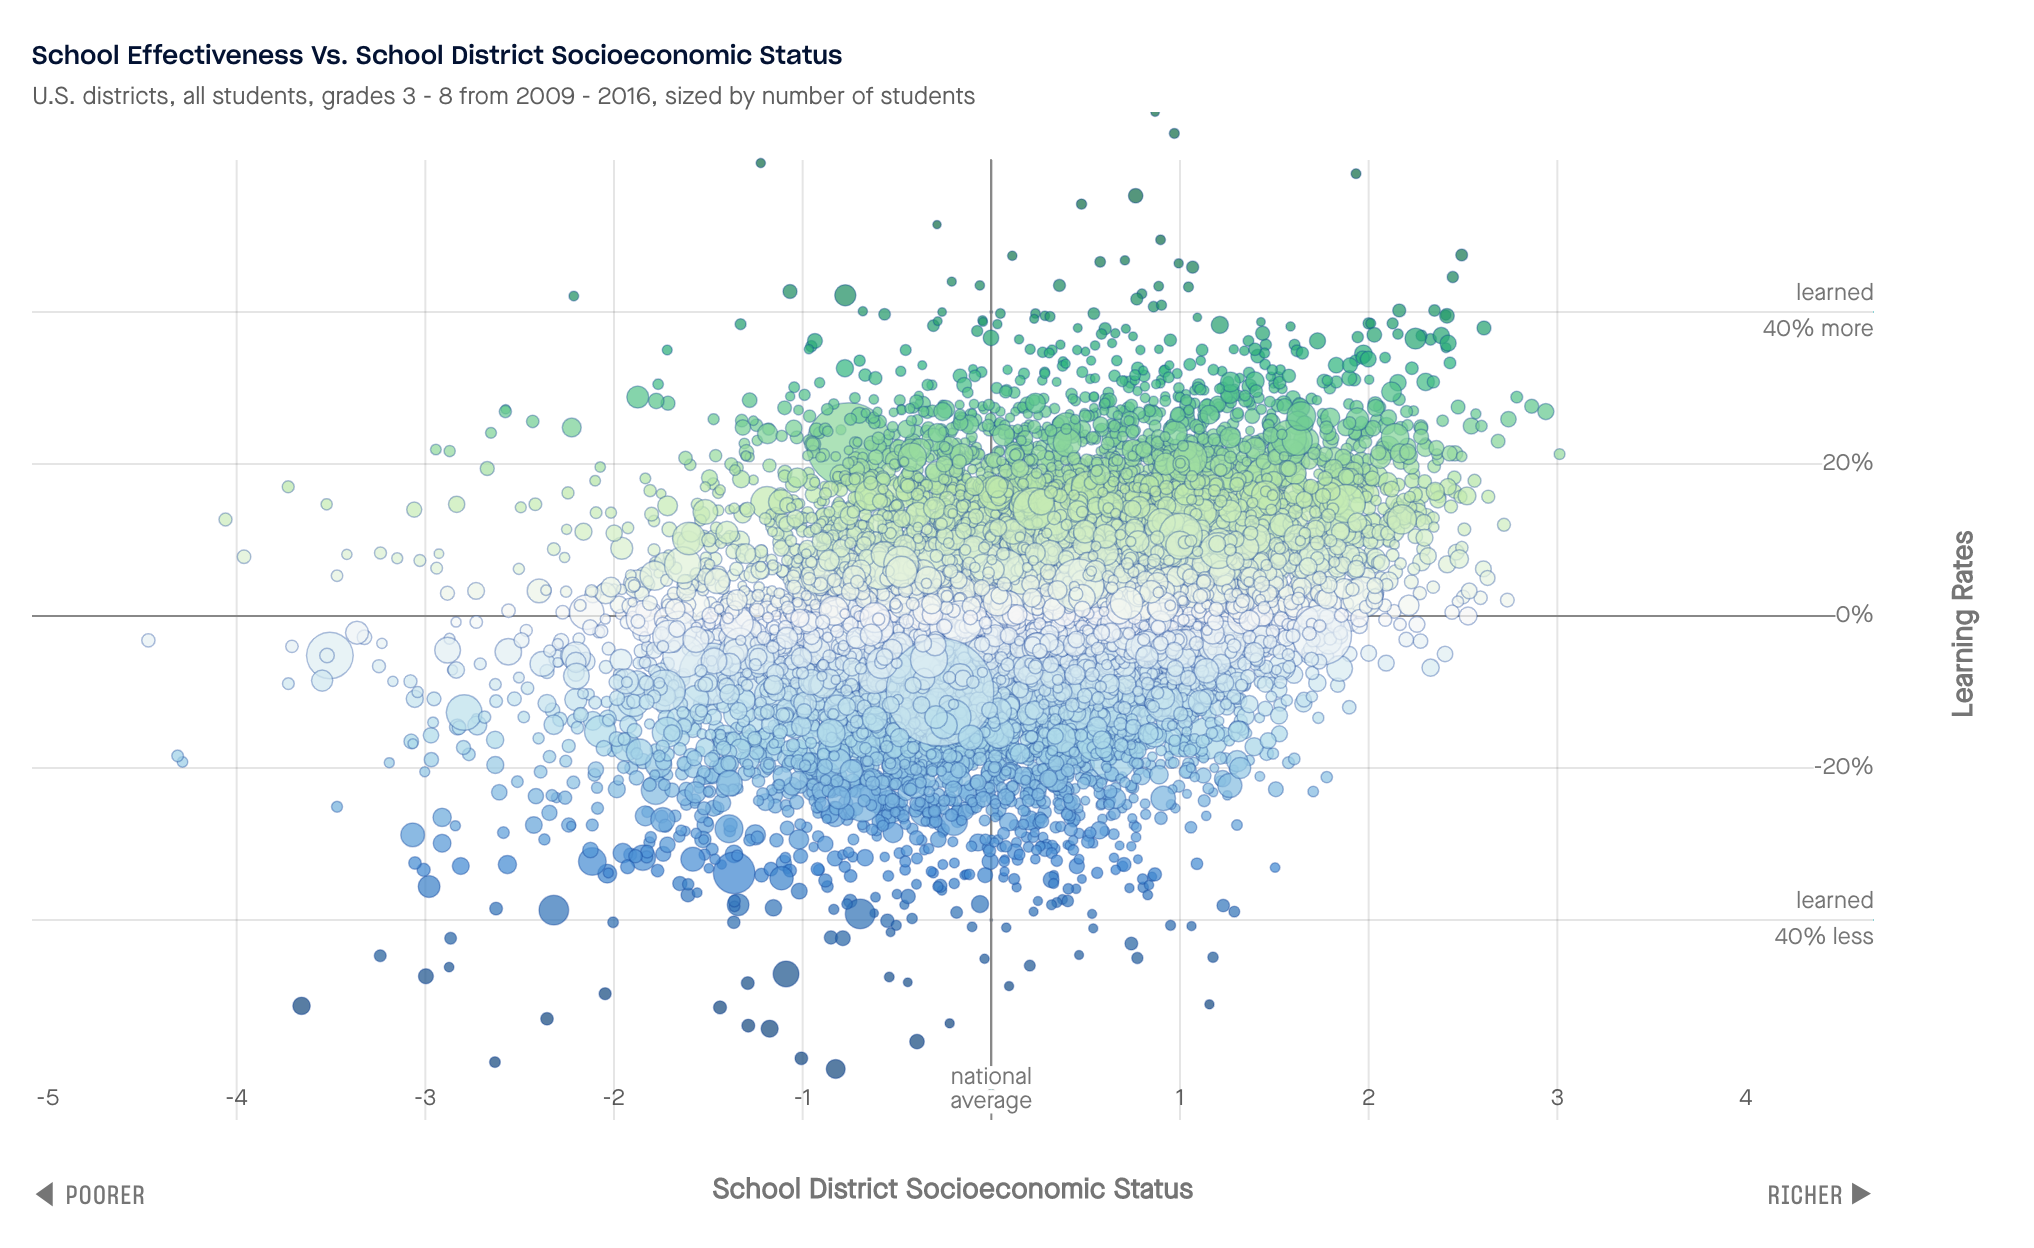 School Effectiveness Vs. School District Socioeconomic Status
U.S. districts, all students, grades 3 - 8 from 2009 - 2016, sized by number of students
learned
40% more
20%
0%
-20%
learned
40% less
Learning Rates
-5 -4 -3 -2 -1 national average 1 2 3 4
School District Socioeconomic Status
POORER
RICHER